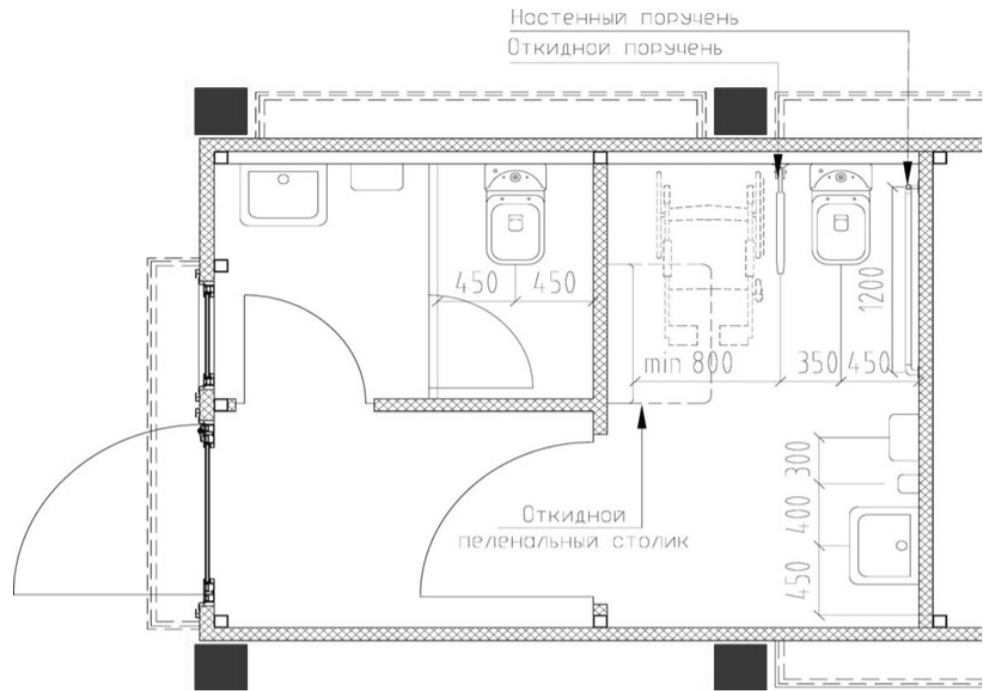 Настенный поручень
Откидной поручень
450
450
1200
min 800
350
450
300
400
450
Откидной
пеленальный столик